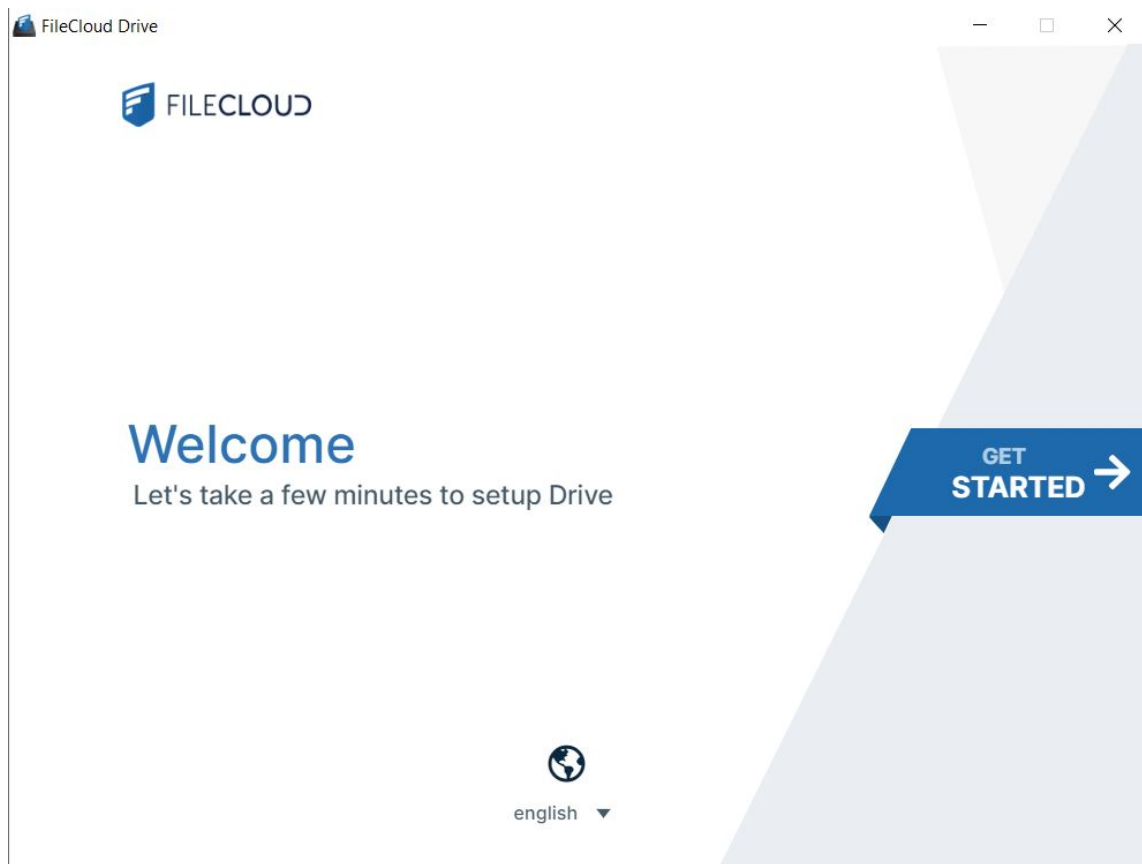 FileCloud Drive
FILECLOUD
Welcome
Let's take a few minutes to setup Drive
GET
STARTED
english